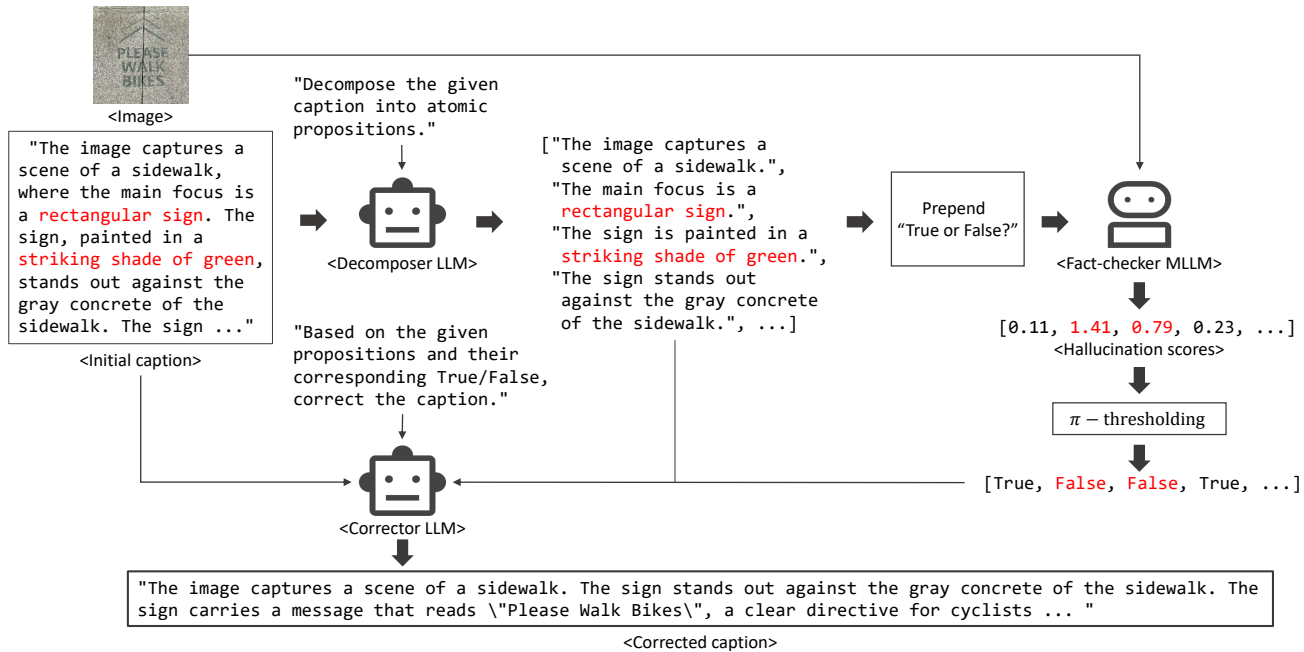 PLEASE
WALK
BIKES
<Image>
"The image captures a
scene of a sidewalk,
where the main focus is
a rectangular sign. The
sign, painted in a
striking shade of green,
stands out against the
gray concrete of the
sidewalk. The sign ..."
<Initial caption>
"Decompose the given
caption into atomic
propositions."
<Decomposer LLM>
["The image captures a
scene of a sidewalk.",
"The main focus is a
rectangular sign.",
"The sign is painted in a
striking shade of green.",
"The sign stands out
against the gray concrete
of the sidewalk.", ...]
Prepend
“True or False?”
<Fact-checker MLLM>
[0.11, 1.41, 0.79, 0.23, ...]
<Hallucination scores>
π − thresholding
[True, False, False, True, ...]
"Based on the given
propositions and their
corresponding True/False,
correct the caption."
<Corrector LLM>
"The image captures a scene of a sidewalk. The sign stands out against the gray concrete of the sidewalk. The
sign carries a message that reads \"Please Walk Bikes\", a clear directive for cyclists ... "
<Corrected caption>